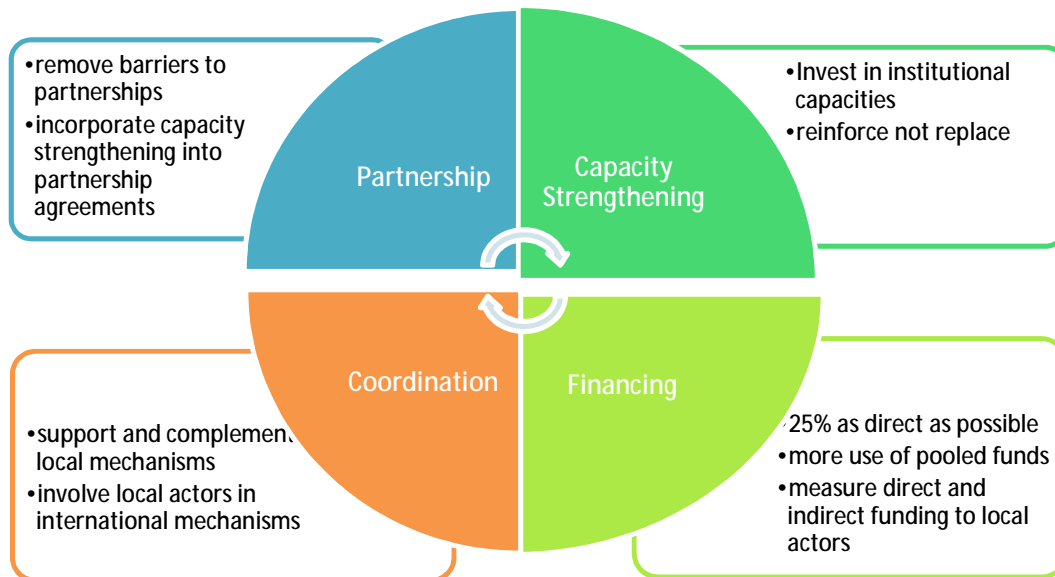 •remove barriers to
partnerships
•incorporate capacity
strengthening into
partnership
agreements
Partnership
Capacity
Strengthening
•Invest in institutional
capacities
•reinforce not replace
•support and complement
local mechanisms
•involve local actors in
international mechanisms
Coordination
Financing
•25% as direct as possible
•more use of pooled funds
•measure direct and
indirect funding to local
actors